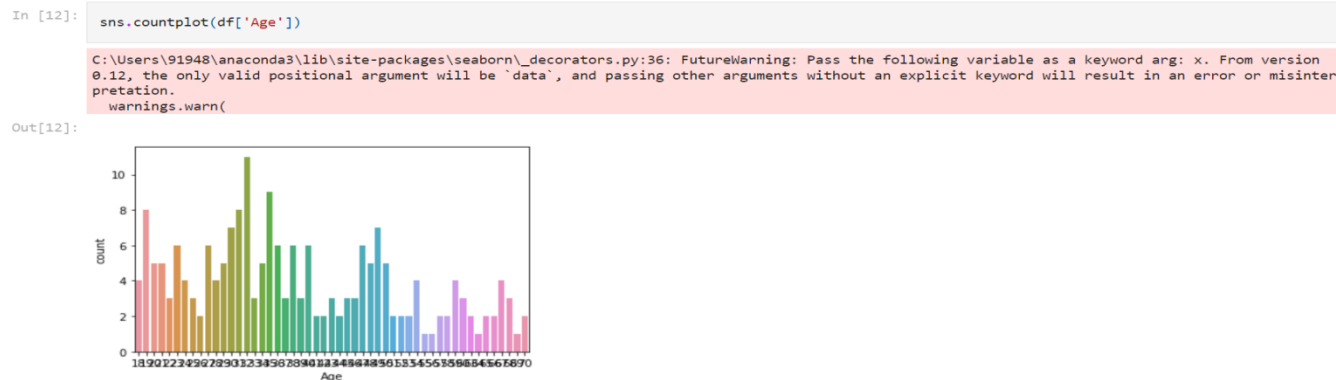 In [12]:
sns.countplot(df['Age'])
C:\Users\91948\anaconda3\lib\site-packages\seaborn\_decorators.py:36: FutureWarning: Pass the following variable as a keyword arg: x. From version
0.12, the only valid positional argument will be `data`, and passing other arguments without an explicit keyword will result in an error or misinter
pretation.
warnings.warn(
Out[12]:
10
8
6
4
2
0
count
Age